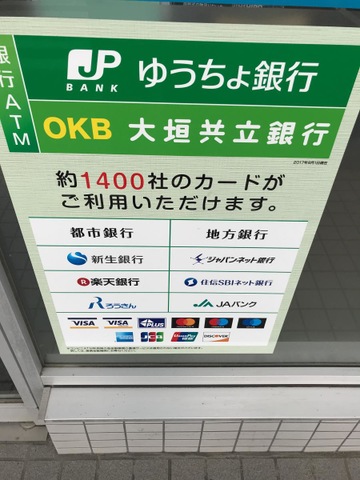 銀行ATM
JP
BANK
ゆうちょ銀行
OKB 大垣共立銀行
約1400社のカードが
ご利用いただけます。
都市銀行 地方銀行
新生銀行 ジャパンネット銀行
楽天銀行 住信SBIネット銀行
ろうきん JAバンク
VISA VISA PLUS
JCB DISCOVER